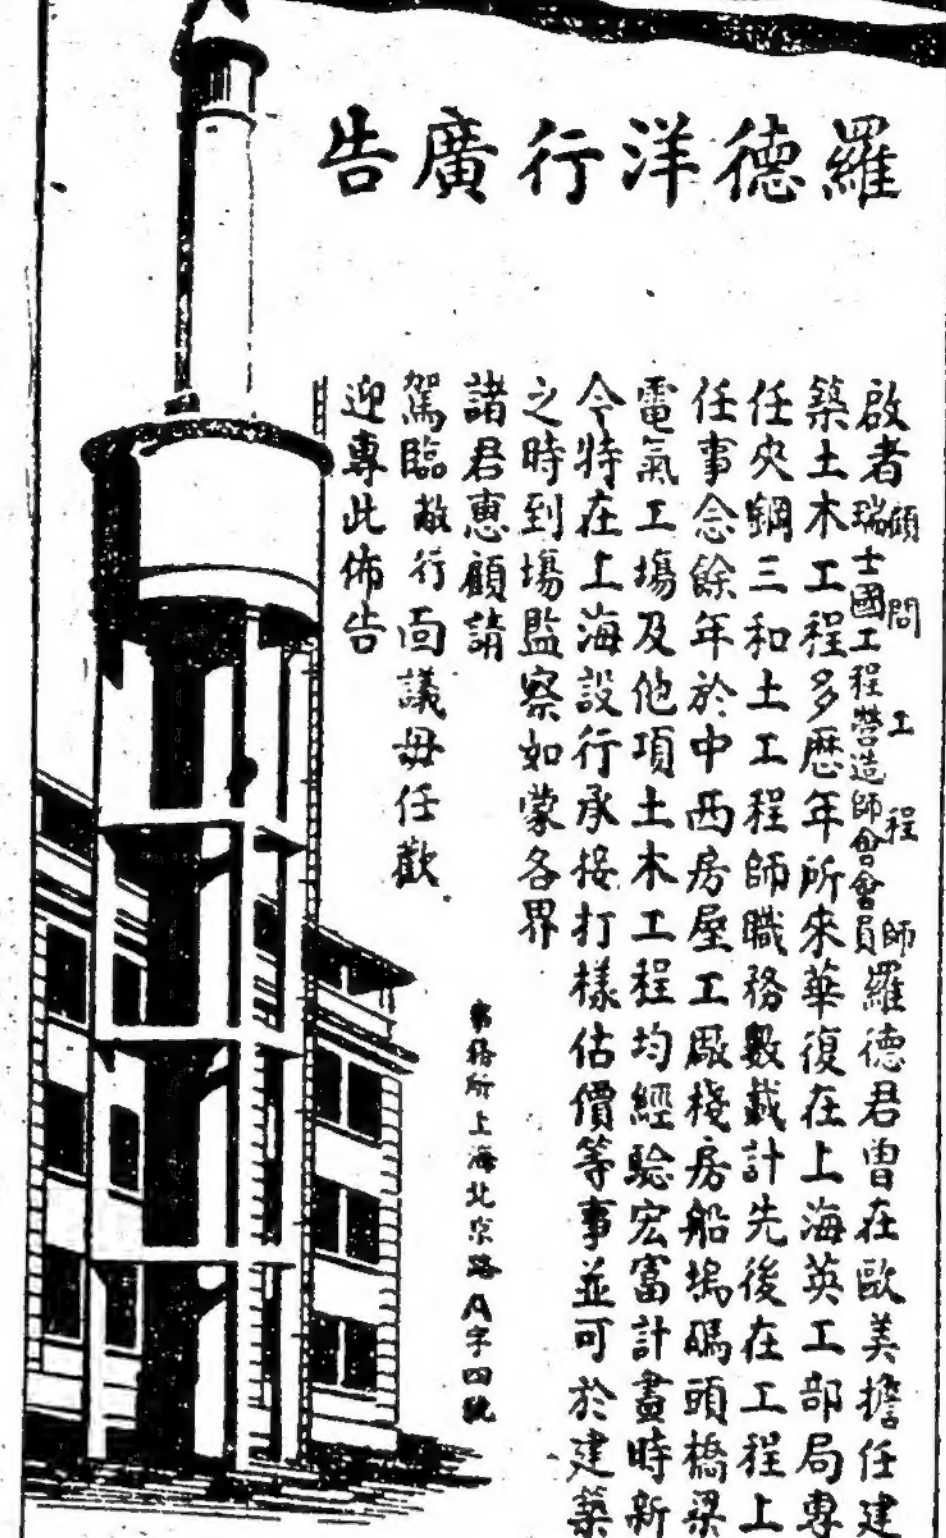 羅德洋行廣告
啟者顧問工程師瑞士國工程營造師會會員羅德君曾在歐美擔任建
築土木工程多歷年所來華復在上海英工部局專
任夾鋼三和土工程師職務數載計先後在工程上
任事念餘年於中西房屋工厰棧房船塢碼頭橋梁
電氣工塲及他項土木工程均經驗宏富計畫時新
今特在上海設行承接打樣估價等事並可於建築
之時到塲監察如蒙各界
諸君惠顧請
駕臨敝行面議毋任歡
迎專此佈告
事務所上海北京路四號